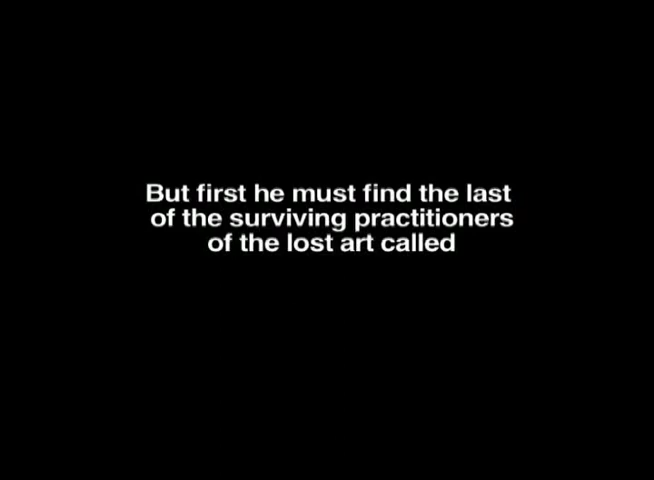 But first he must find the last
of the surviving practitioners
of the lost art called